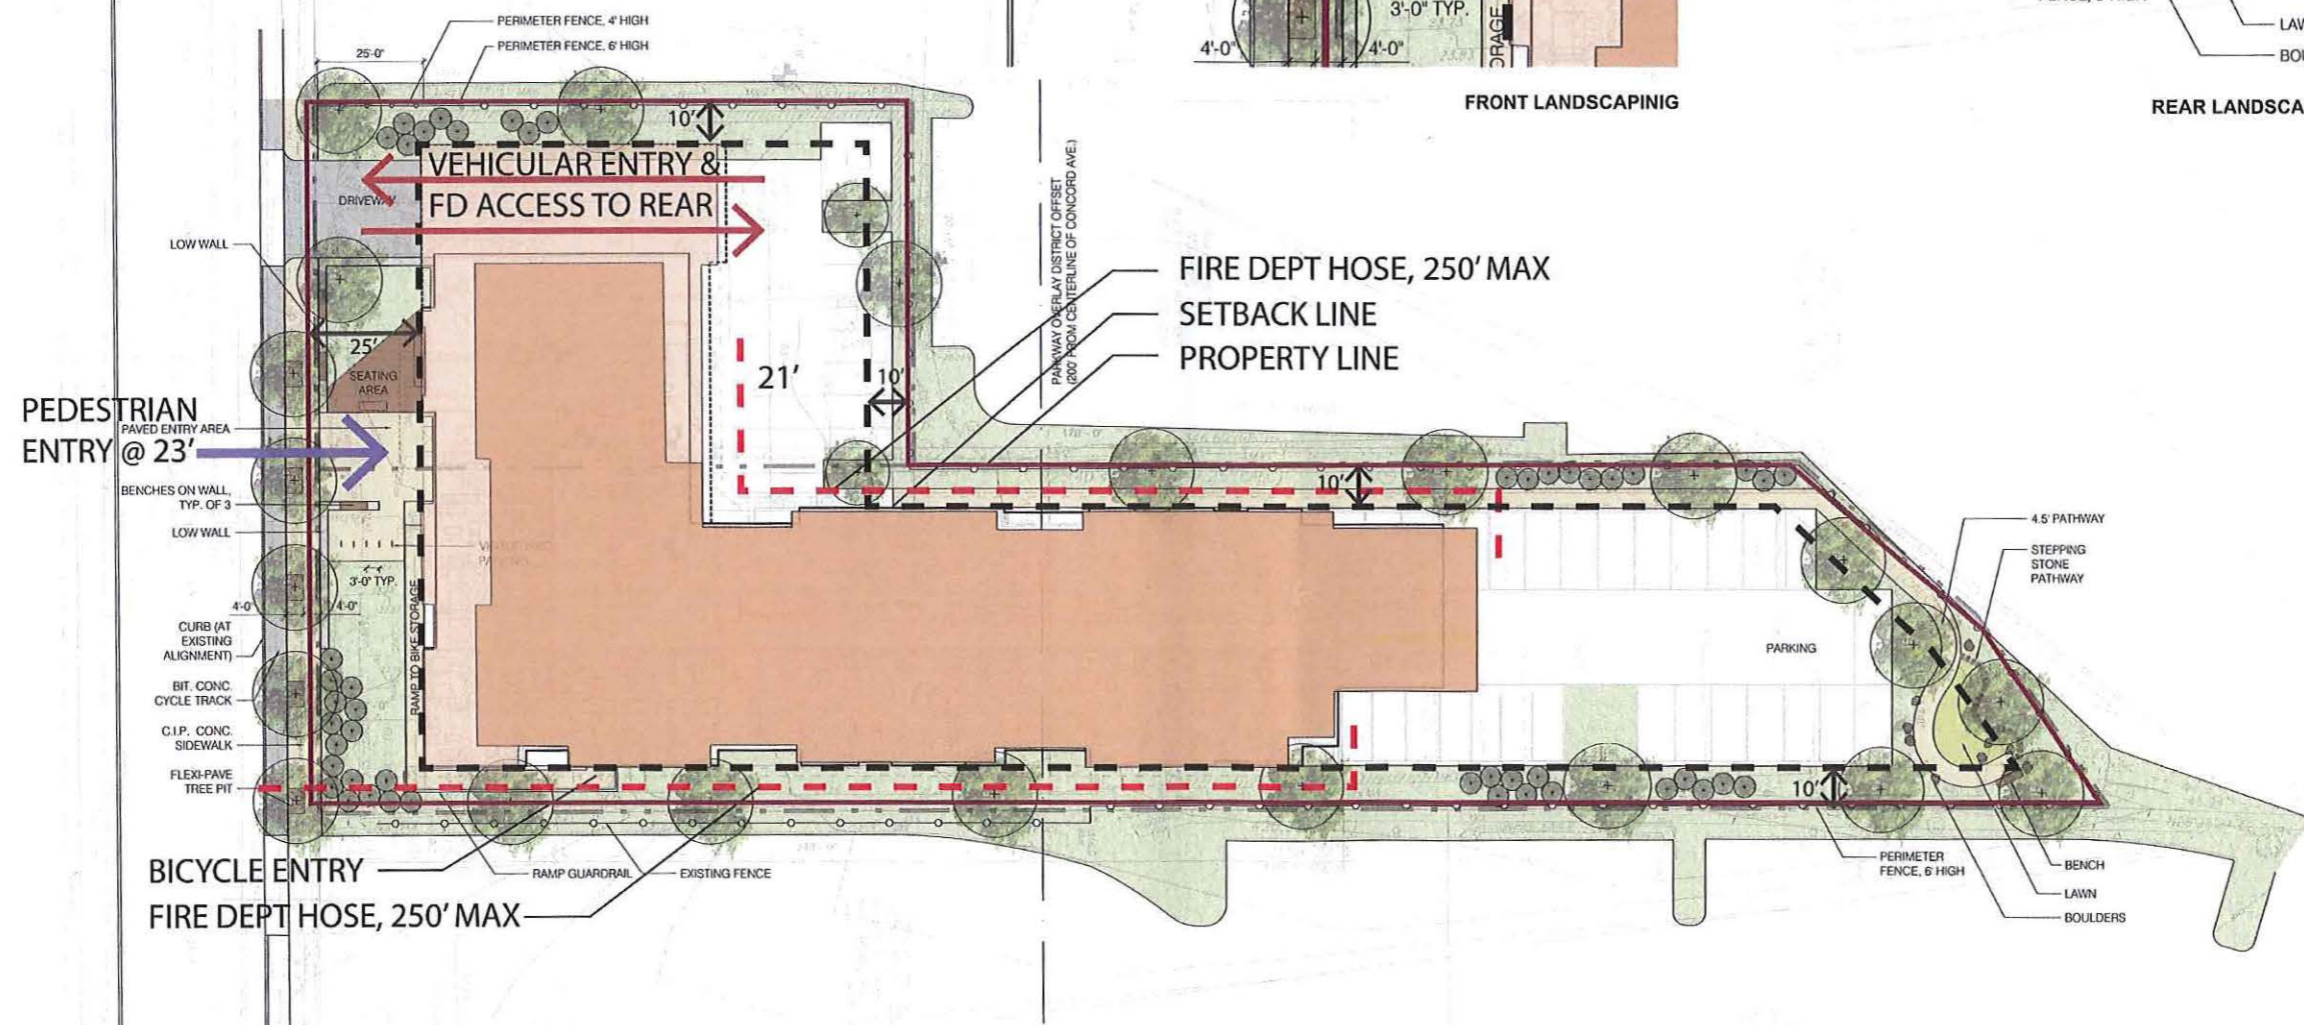 3'-0" TYP.
4'-0"
4'-0"
LAW
BOU
FRONT LANDSCAPINIG
REAR LANDSCA
PERIMETER FENCE, 4' HIGH
PERIMETER FENCE, 6' HIGH
25'-0"
10'
VEHICULAR ENTRY &
FD ACCESS TO REAR
DRIVEWAY
LOW WALL
PARKWAY OVERLAY DISTRICT OFFSET
(200' FROM CENTERLINE OF CONCORD AVE.)
FIRE DEPT HOSE, 250' MAX
SETBACK LINE
PROPERTY LINE
25'
SEATING
AREA
21'
10'
PEDESTRIAN
ENTRY @ 23'
PAVED ENTRY AREA
178'-0"
10'
BENCHES ON WALL,
TYP. OF 3
LOW WALL
3'-0" TYP.
4'-0"
4'-0"
RAMP TO BIKE STORAGE
CURB (AT
EXISTING
ALIGNMENT)
BIT. CONC.
CYCLE TRACK
C.I.P. CONC.
SIDEWALK
FLEXI-PAVE
TREE PIT
4.5' PATHWAY
STEPPING
STONE
PATHWAY
PARKING
10'
BICYCLE ENTRY
RAMP GUARDRAIL
EXISTING FENCE
FIRE DEPT HOSE, 250' MAX
PERIMETER
FENCE, 6' HIGH
BENCH
LAWN
BOULDERS